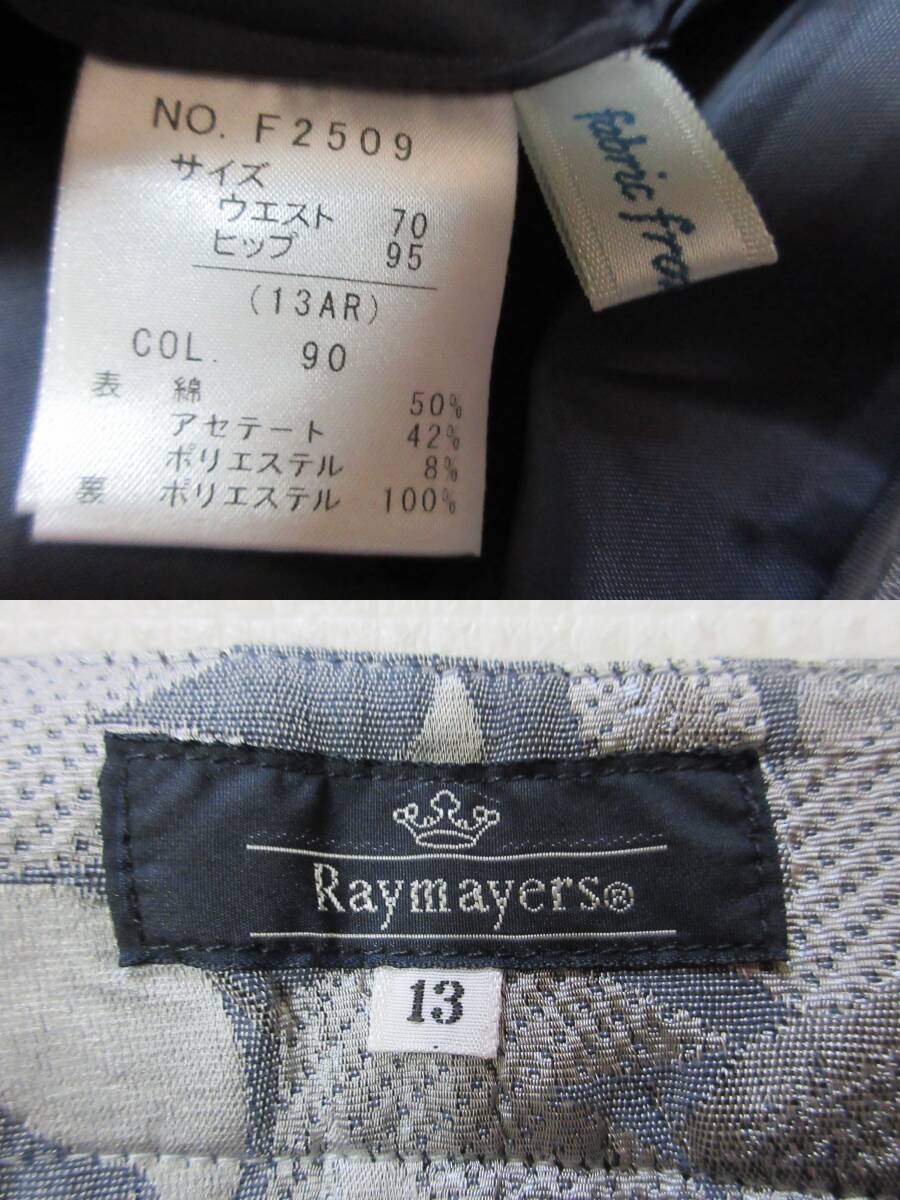 NO. F2509
サイズ
ウエスト 70
ヒップ 95
(13AR)
COL. 90
表 綿 50%
アセテート 42%
ポリエステル 8%
裏 ポリエステル 100%
fabric from
Raymayers®
13